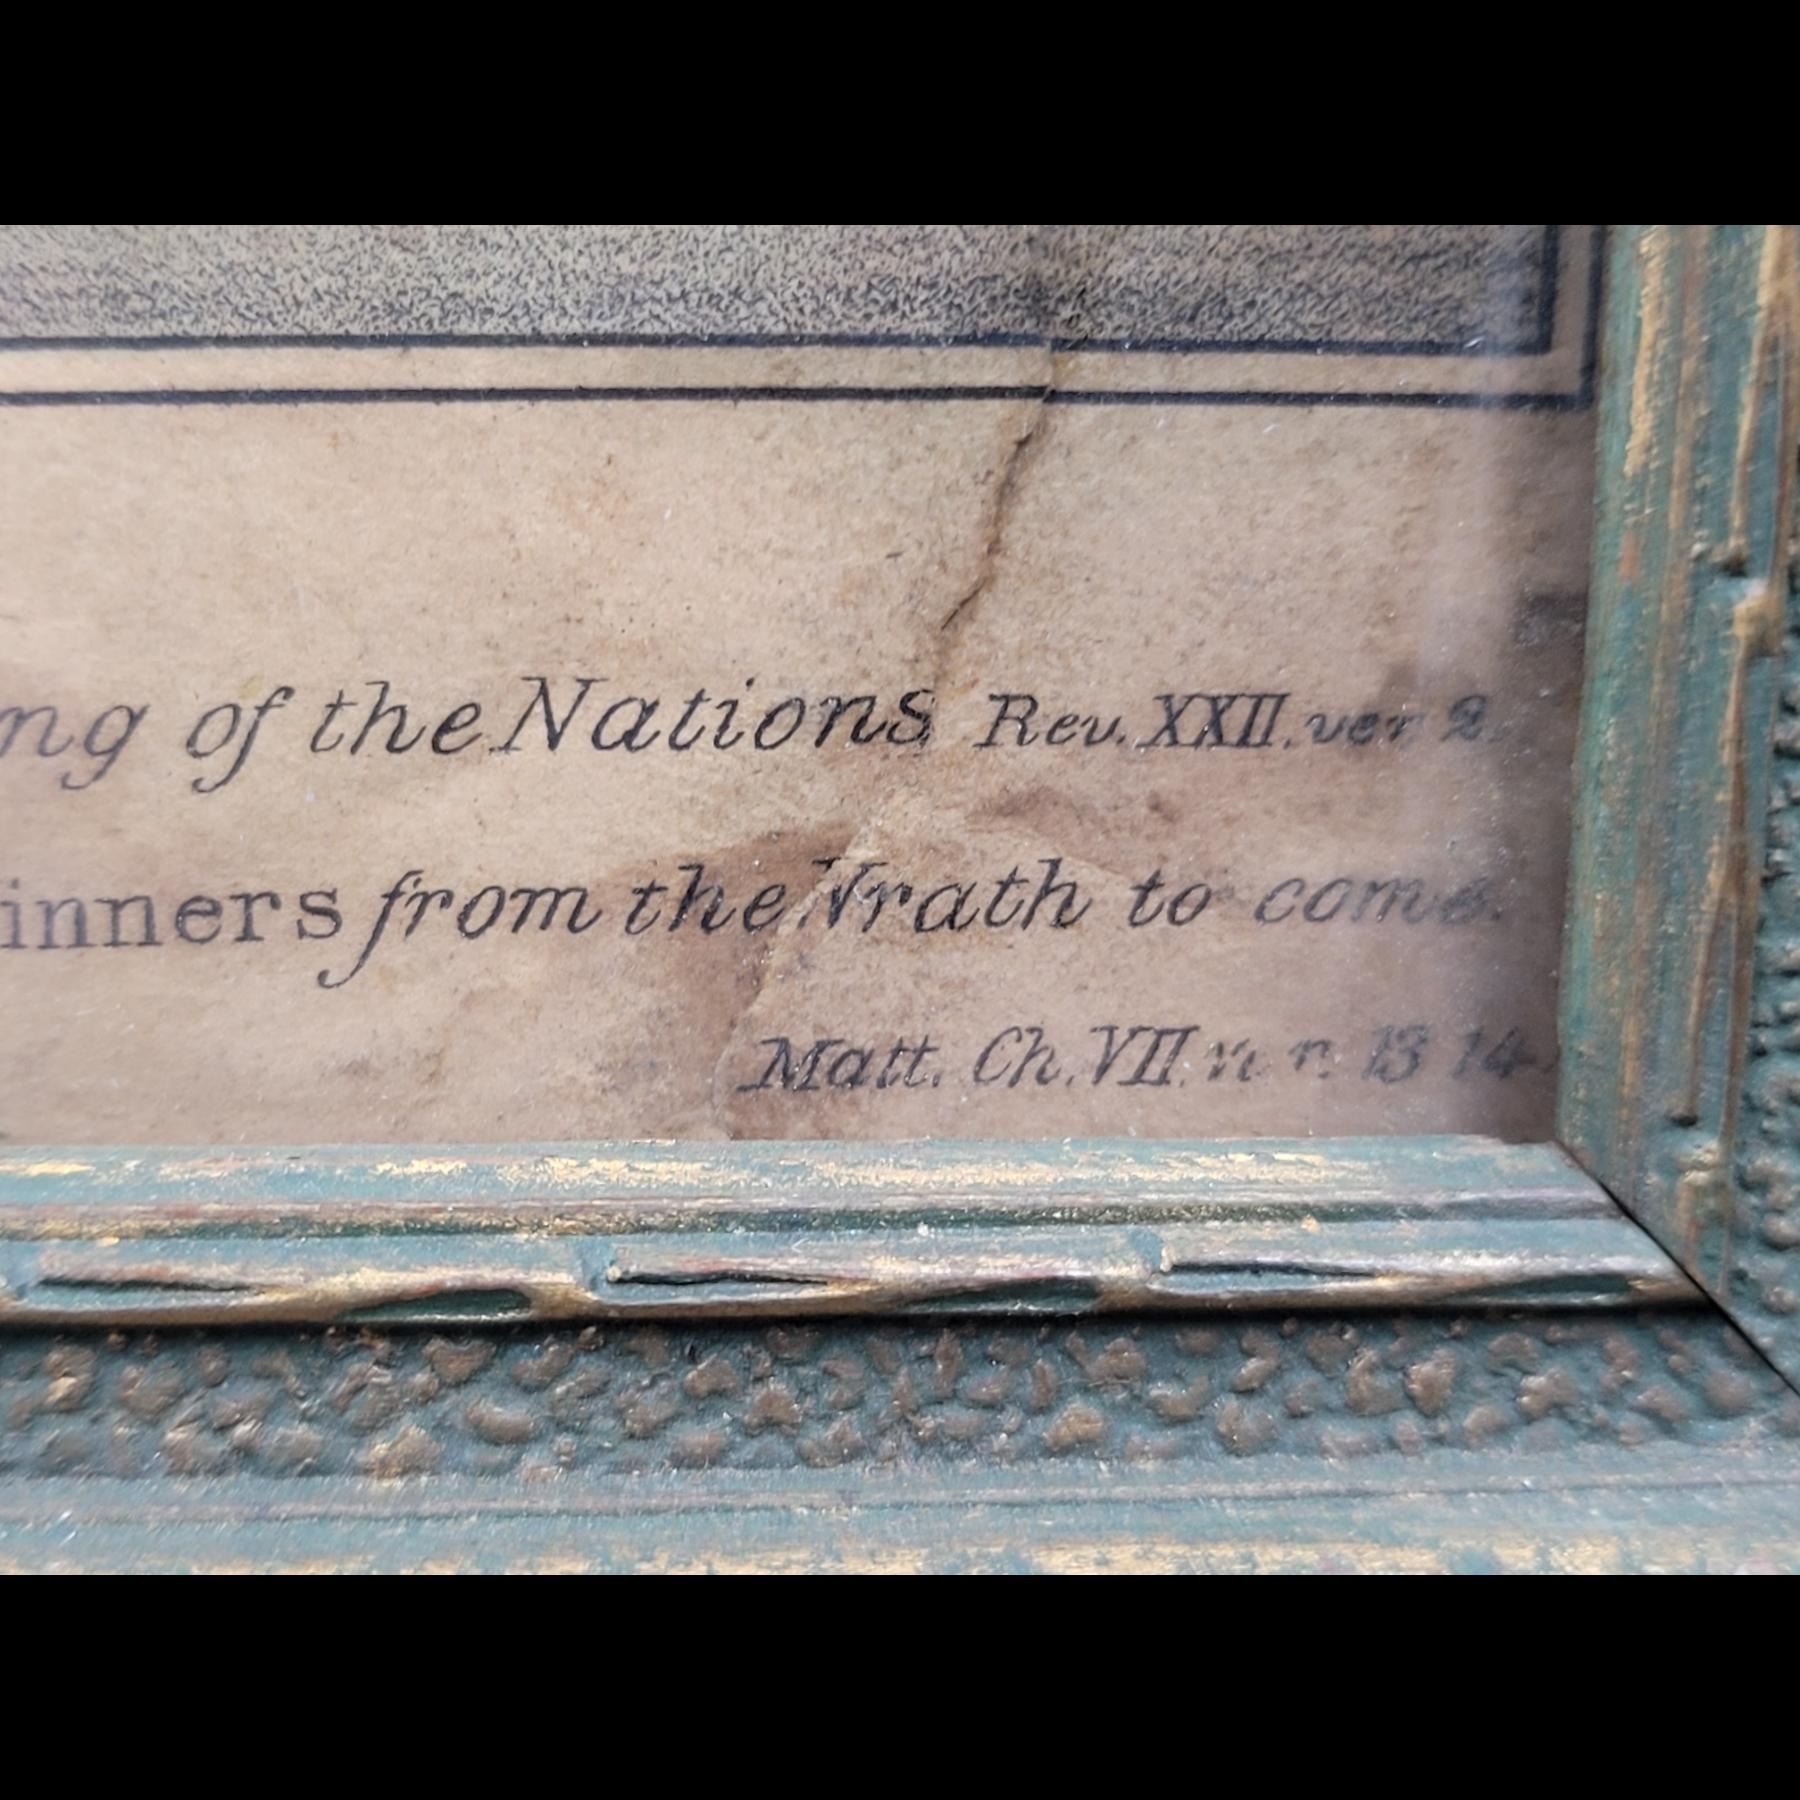 ng of the Nations Rev. XXII. ver 2.
inners from the Wrath to come.
Matt. Ch. VII. 13 14